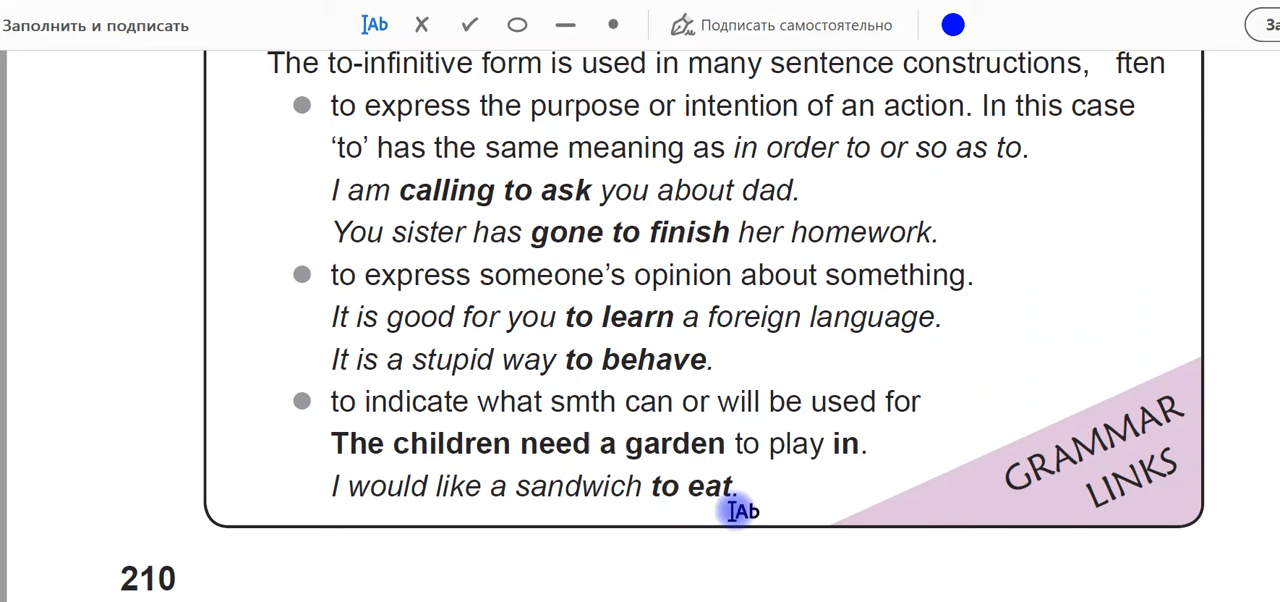 Заполнить и подписать
Ab
Подписать самостоятельно
За
The to-infinitive form is used in many sentence constructions, ften
to express the purpose or intention of an action. In this case
‘to’ has the same meaning as in order to or so as to.
I am calling to ask you about dad.
You sister has gone to finish her homework.
to express someone’s opinion about something.
It is good for you to learn a foreign language.
It is a stupid way to behave.
to indicate what smth can or will be used for
The children need a garden to play in.
I would like a sandwich to eat.
Ab
GRAMMAR
LINKS
210